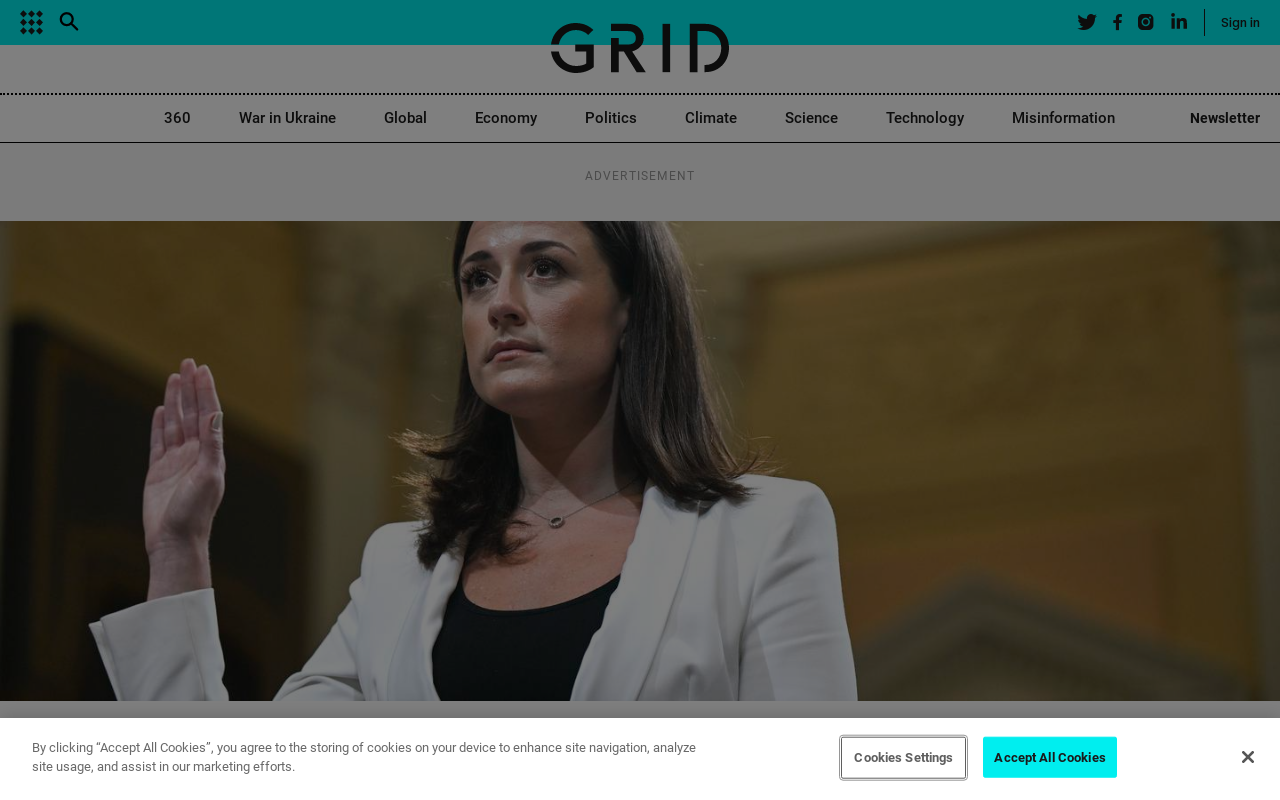 Sign in
GRID
360 War in Ukraine Global Economy Politics Climate Science Technology Misinformation Newsletter
ADVERTISEMENT
By clicking “Accept All Cookies”, you agree to the storing of cookies on your device to enhance site navigation, analyze
site usage, and assist in our marketing efforts.
Cookies Settings
Accept All Cookies